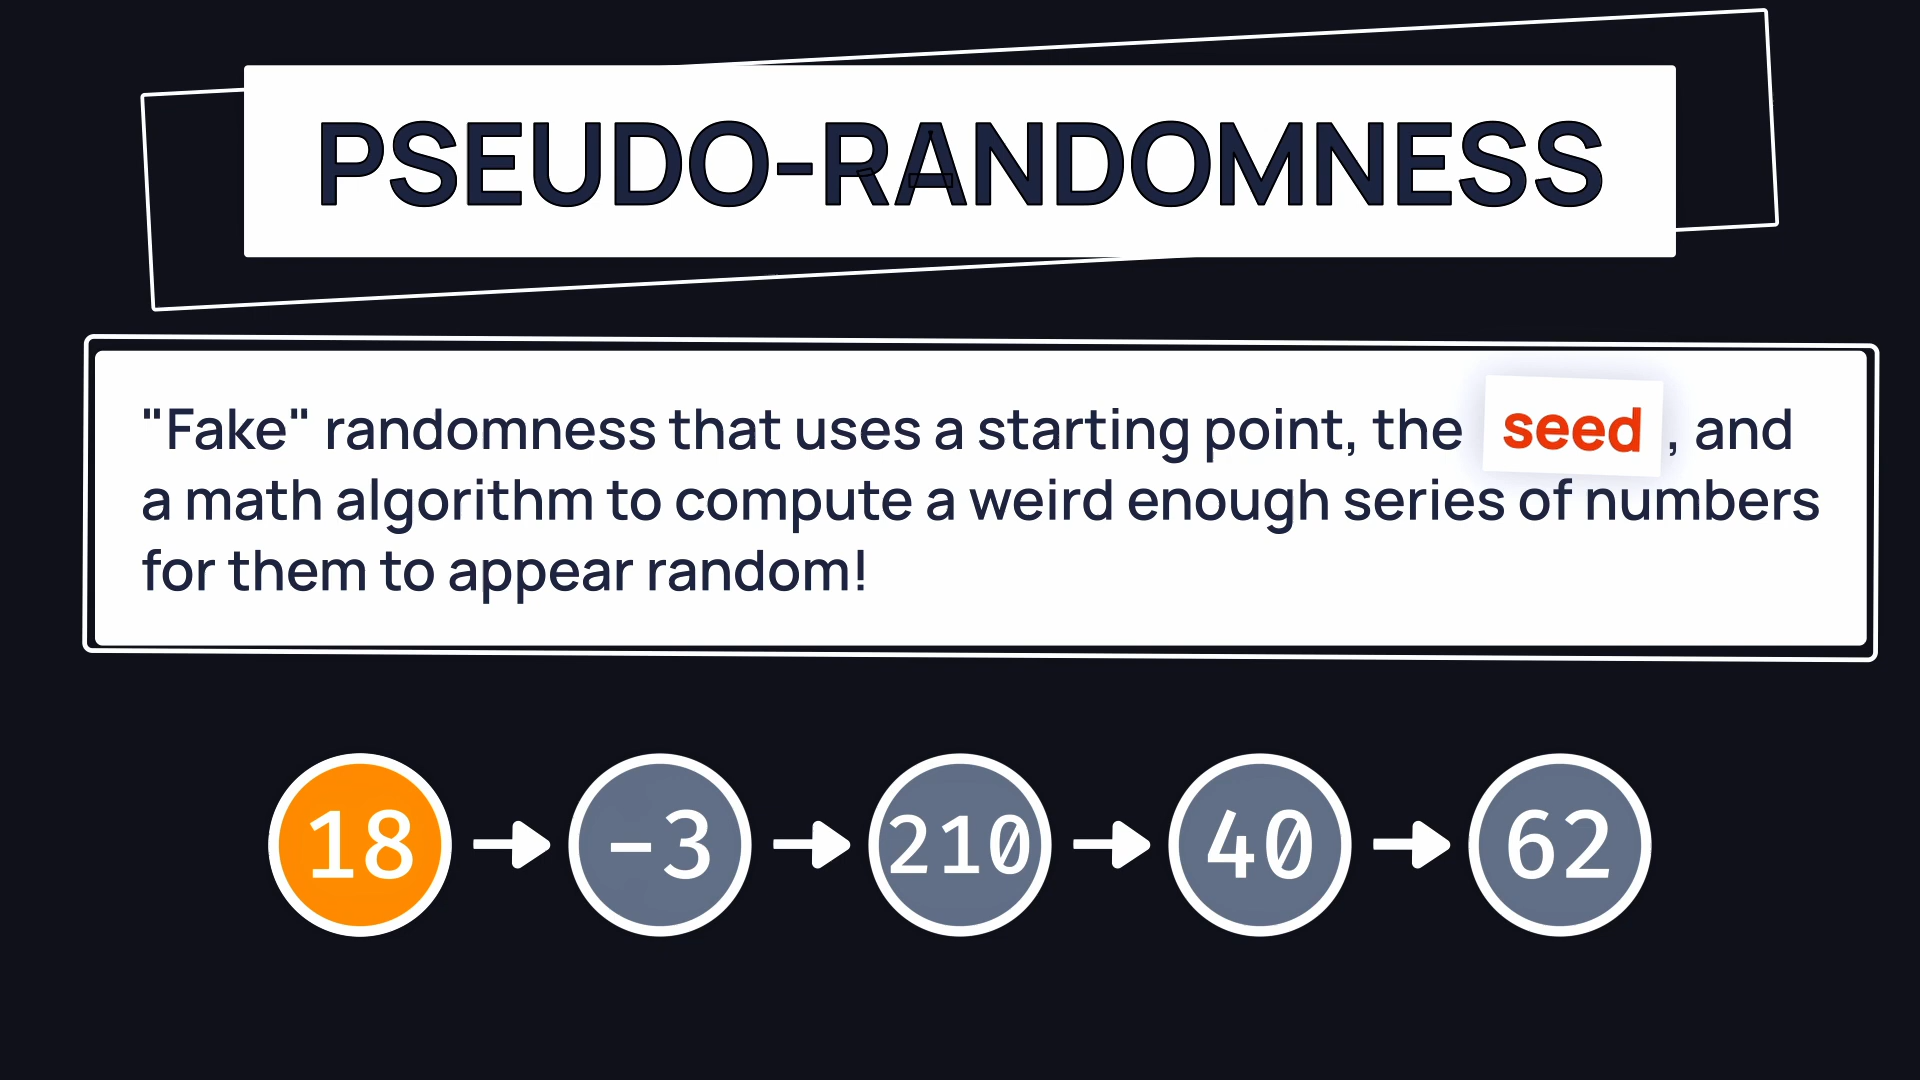 PSEUDO-RANDOMNESS
"Fake" randomness that uses a starting point, the seed, and
a math algorithm to compute a weird enough series of numbers
for them to appear random!
18 → -3 → 210 → 40 → 62